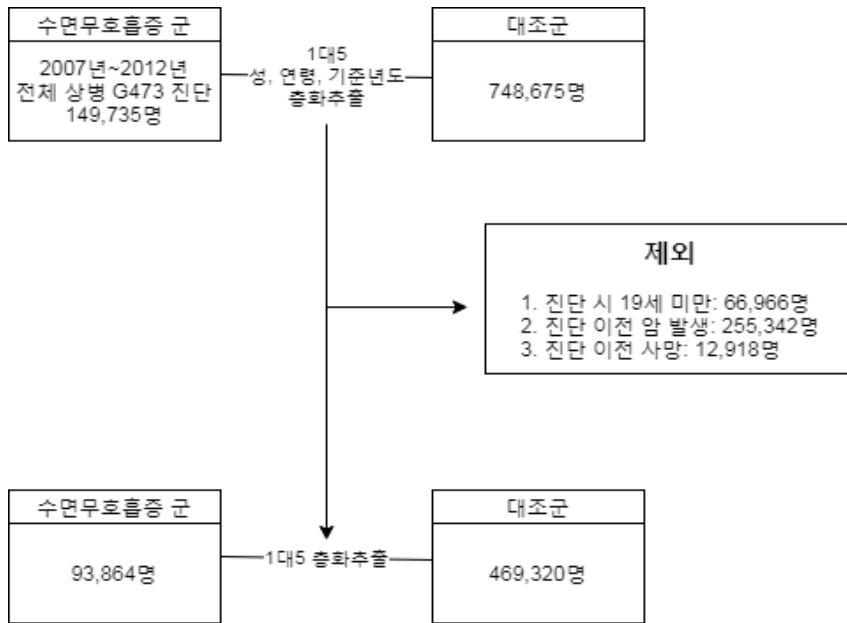 수면무호흡증 군
2007년~2012년
전체 상병 G473 진단
149,735명
1대5
성, 연령, 기준년도
층화추출
대조군
748,675명
제외
1. 진단 시 19세 미만: 66,966명
2. 진단 이전 암 발생: 255,342명
3. 진단 이전 사망: 12,918명
수면무호흡증 군
93,864명
1대5 층화추출
대조군
469,320명